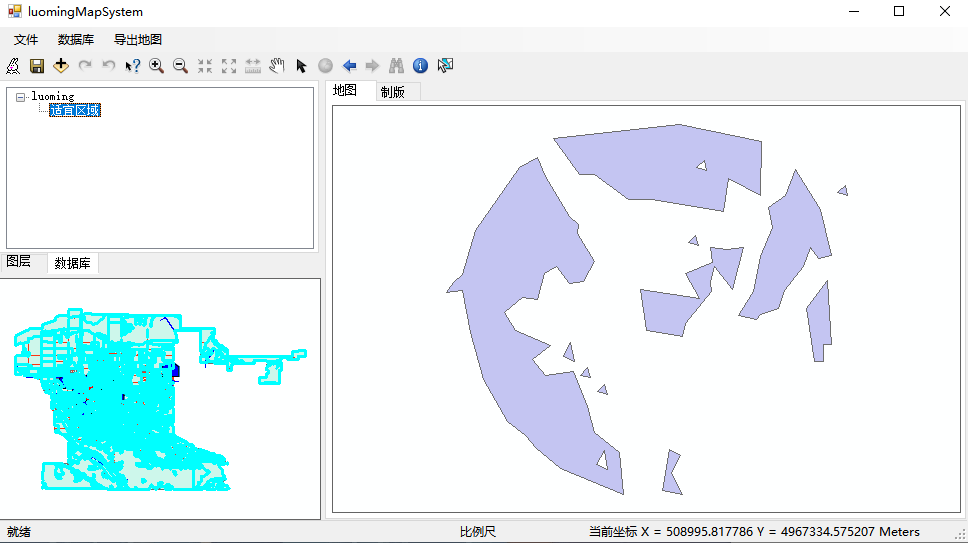 luomingMapSystem
文件 数据库 导出地图
luoming
适宜区域
图层 数据库
地图 制版
就绪 比例尺 当前坐标 X = 508995.817786 Y = 4967334.575207 Meters